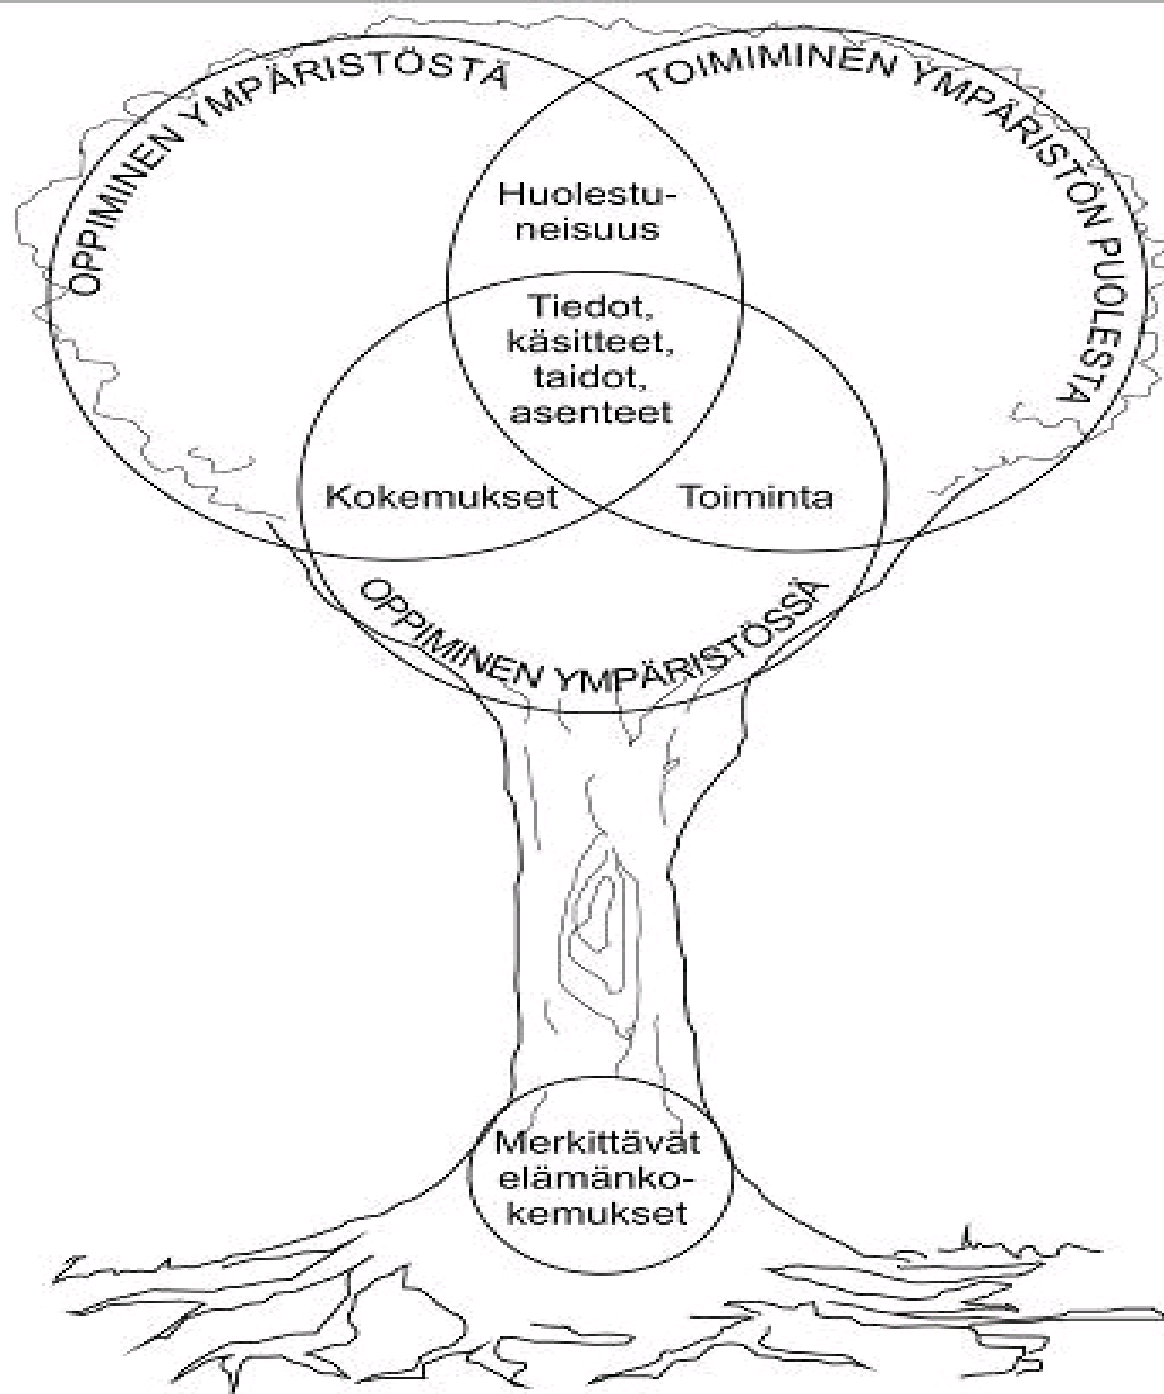 OPPIMINEN YMPÄRISTÖSTÄ
TOIMIMINEN YMPÄRISTÖN PUOLESTA
Huolestu-
neisuus
Tiedot,
käsitteet,
taidot,
asenteet
Kokemukset
Toiminta
OPPIMINEN YMPÄRISTÖSSÄ
Merkittävät
elämänko-
kemukset